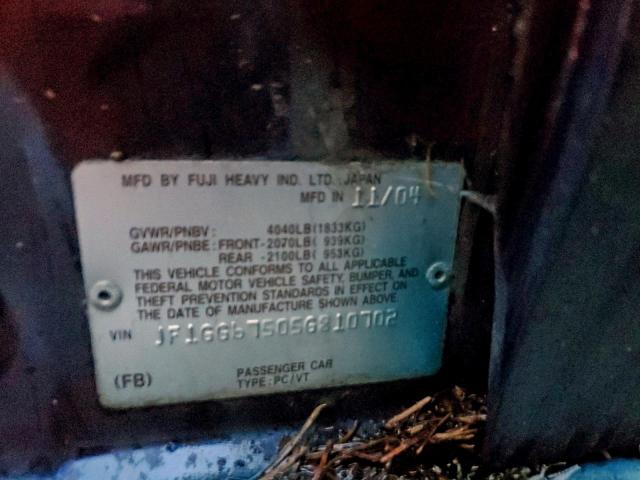 MFD BY FUJI HEAVY IND. LTD., JAPAN
MFD IN 11/04
GVWR/PNBV: 4040LB(1833KG)
GAWR/PNBE: FRONT-2070LB( 939KG)
REAR -2100LB( 953KG)
THIS VEHICLE CONFORMS TO ALL APPLICABLE
FEDERAL MOTOR VEHICLE SAFETY, BUMPER, AND
THEFT PREVENTION STANDARDS IN EFFECT ON
THE DATE OF MANUFACTURE SHOWN ABOVE.
VIN
PASSENGER CAR
(FB) TYPE: PC/VT